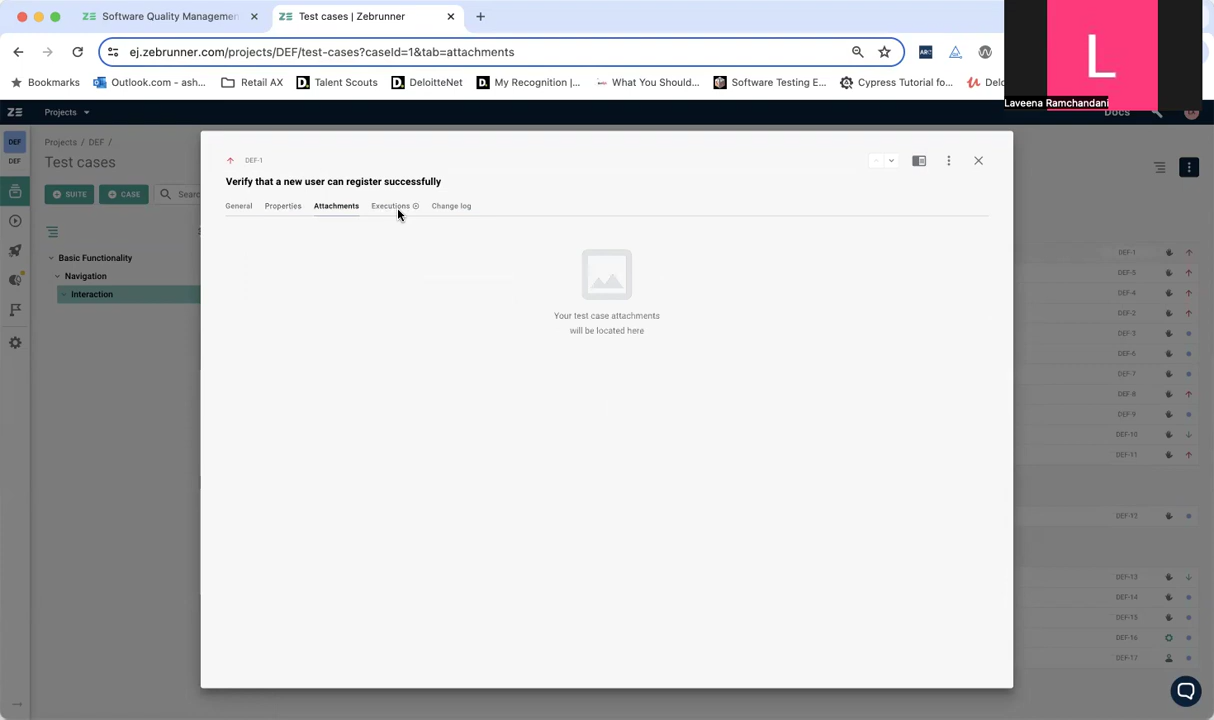 Software Quality Managemen
Test cases | Zebrunner
ej.zebrunner.com/projects/DEF/test-cases?caseId=1&tab=attachments
ARC
Bookmarks
Outlook.com - ash...
Retail AX
Talent Scouts
DeloitteNet
My Recognition |...
What You Should...
Software Testing E...
Cypress Tutorial fo...
Delo
L
Laveena Ramchandani
ZE
Projects
Docs
DEF
DEF
Projects / DEF /
Test cases
SUITE
CASE
Searc
Basic Functionality
Navigation
Interaction
DEF-1
Verify that a new user can register successfully
General
Properties
Attachments
Executions
Change log
Your test case attachments
will be located here
DEF-1
DEF-5
DEF-4
DEF-2
DEF-3
DEF-6
DEF-7
DEF-8
DEF-9
DEF-10
DEF-11
DEF-12
DEF-13
DEF-14
DEF-15
DEF-16
DEF-17